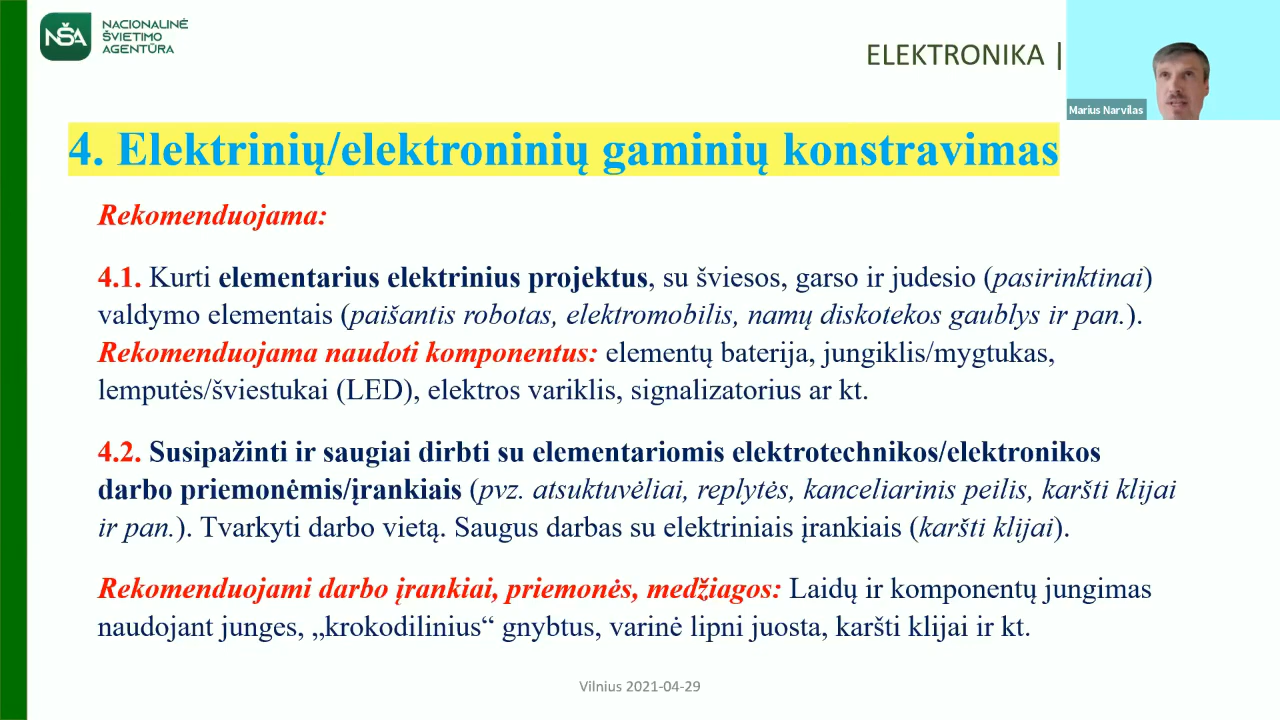 NŠA
NACIONALINĖ
ŠVIETIMO
AGENTŪRA
ELEKTRONIKA |
Marius Narvilas
4. Elektrinių/elektroninių gaminių konstravimas
Rekomenduojama:
4.1. Kurti elementarius elektrinius projektus, su šviesos, garso ir judesio (pasirinktinai)
valdymo elementais (paišantis robotas, elektromobilis, namų diskotekos gaublys ir pan.).
Rekomenduojama naudoti komponentus: elementų baterija, jungiklis/mygtukas,
lemputės/šviestukai (LED), elektros variklis, signalizatorius ar kt.
4.2. Susipažinti ir saugiai dirbti su elementariomis elektrotechnikos/elektronikos
darbo priemonėmis/įrankiais (pvz. atsuktuvėliai, replytės, kanceliarinis peilis, karšti klijai
ir pan.). Tvarkyti darbo vietą. Saugus darbas su elektriniais įrankiais (karšti klijai).
Rekomenduojami darbo įrankiai, priemonės, medžiagos: Laidų ir komponentų jungimas
naudojant junges, „krokodilinius“ gnybtus, varinė lipni juosta, karšti klijai ir kt.
Vilnius 2021-04-29